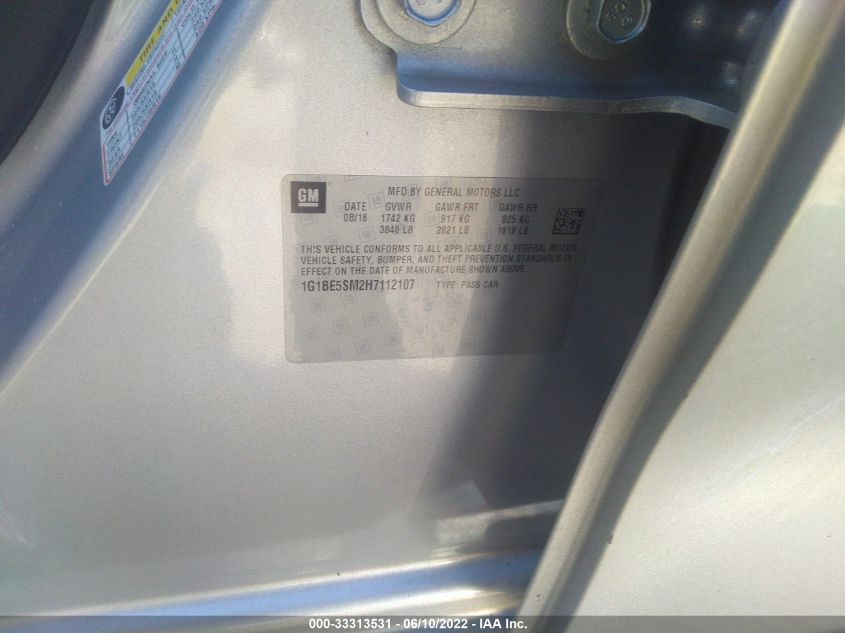 TIRE AND
GM
MFD BY GENERAL MOTORS LLC
DATE GVWR GAWR FRT GAWR RR
08/16 1742 KG 917 KG 825 KG
3840 LB 2021 LB 1818 LB
THIS VEHICLE CONFORMS TO ALL APPLICABLE U.S. FEDERAL MOTOR
VEHICLE SAFETY, BUMPER, AND THEFT PREVENTION STANDARDS IN
EFFECT ON THE DATE OF MANUFACTURE SHOWN ABOVE.
1G1BE5SM2H7112107 TYPE: PASS CAR
000-33313531 - 06/10/2022 - IAA Inc.